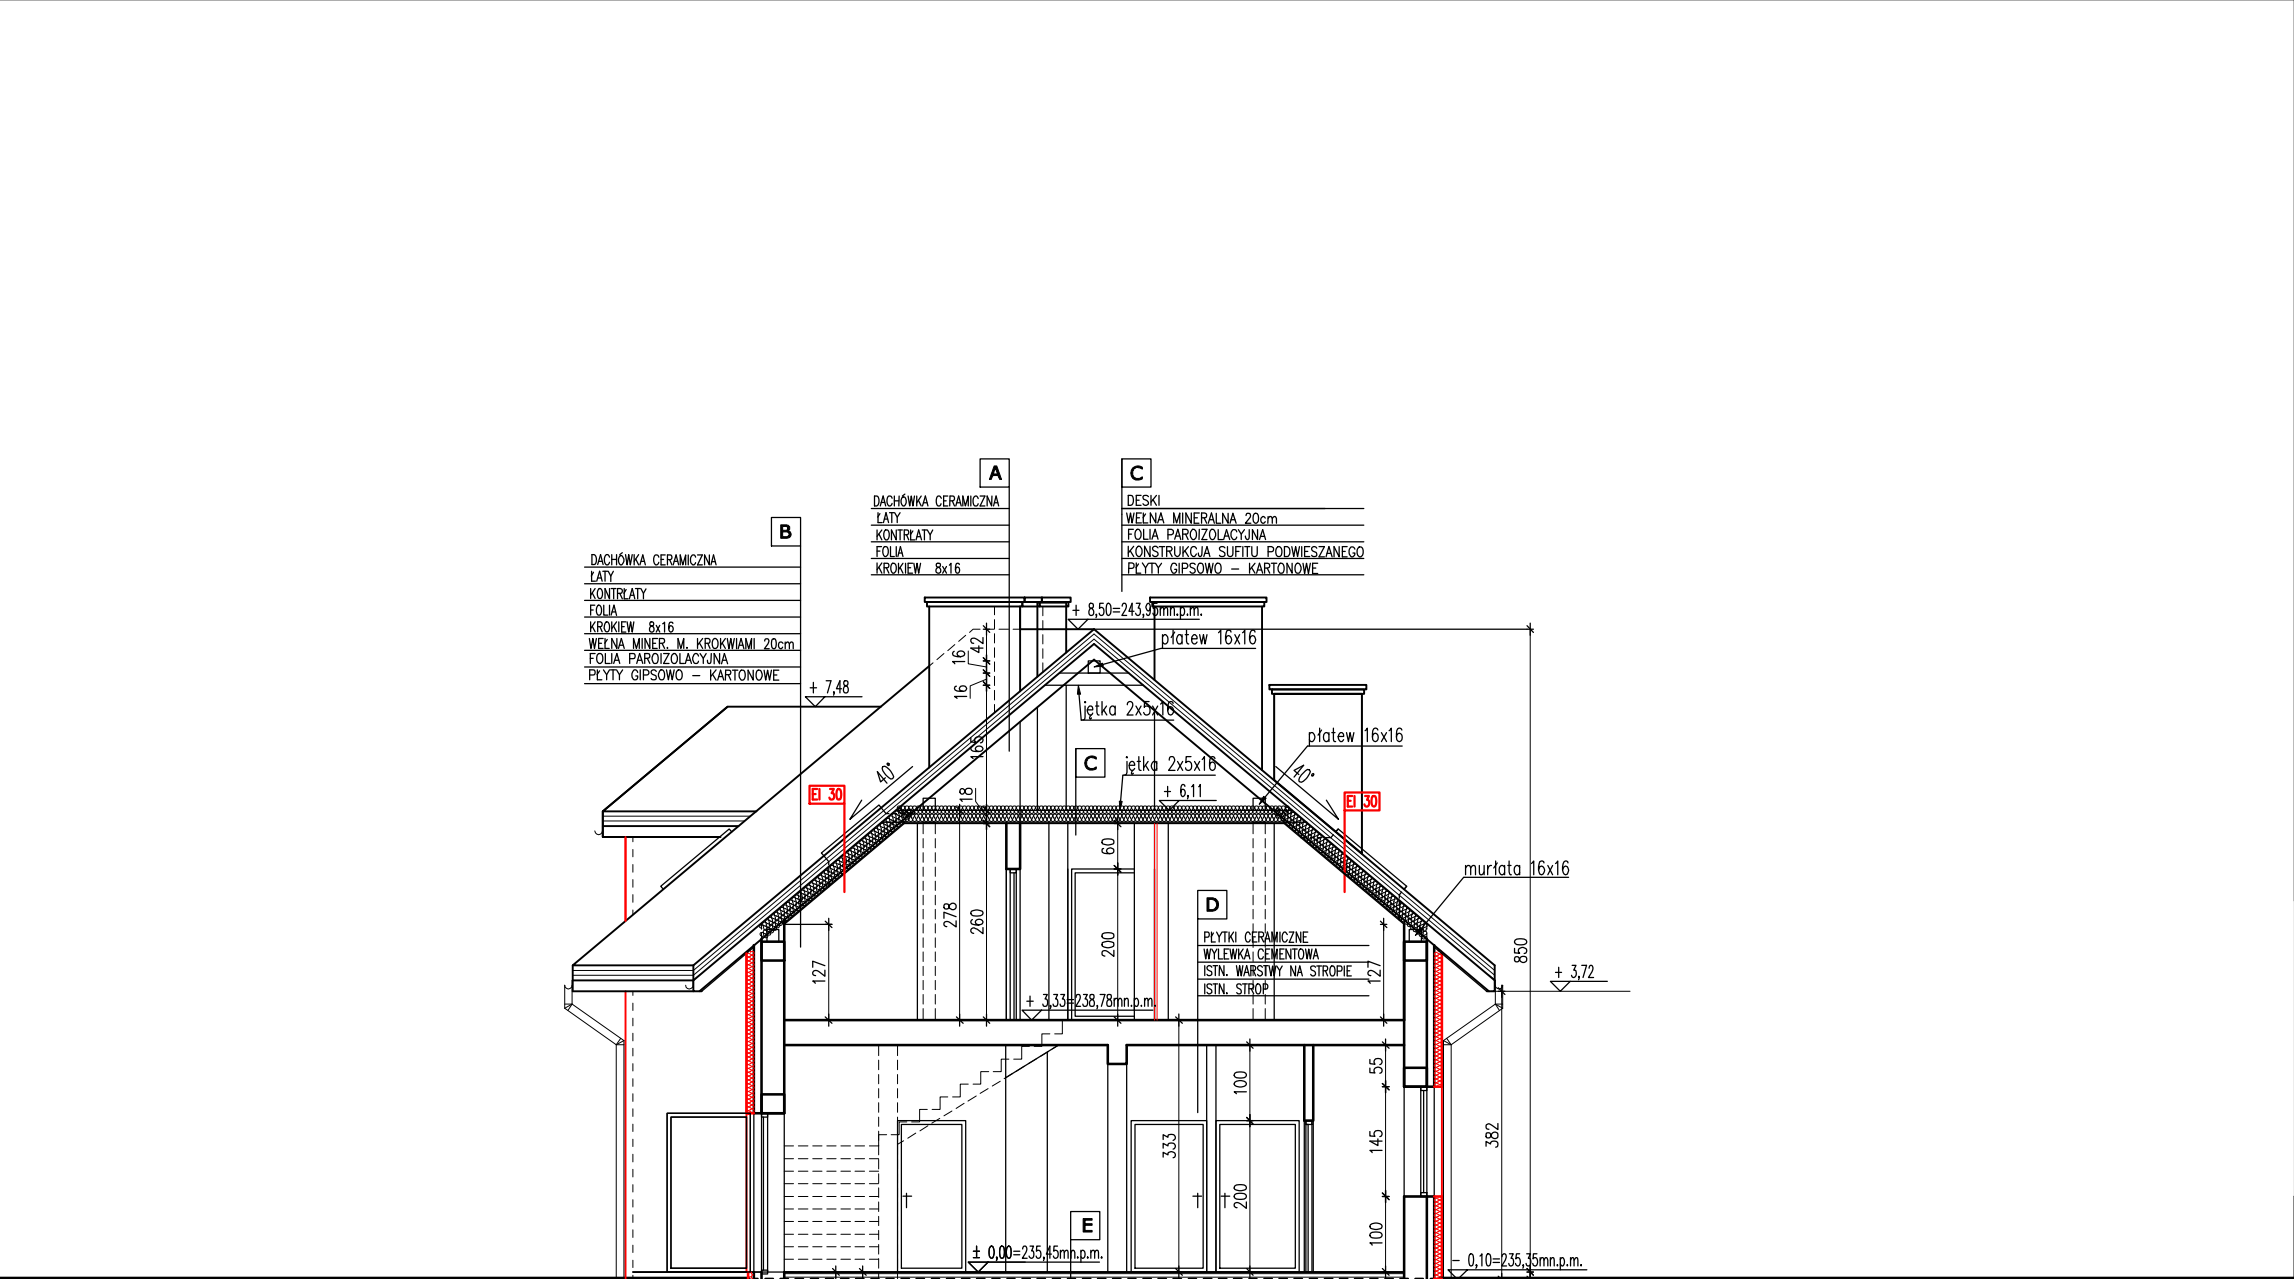 A
C
DACHÓWKA CERAMICZNA
ŁATY
KONTRŁATY
FOLIA
KROKIEW 8x16
DESKI
WEŁNA MINERALNA 20cm
FOLIA PAROIZOLACYJNA
KONSTRUKCJA SUFITU PODWIESZANEGO
PŁYTY GIPSOWO – KARTONOWE
B
DACHÓWKA CERAMICZNA
ŁATY
KONTRŁATY
FOLIA
KROKIEW 8x16
WEŁNA MINER. M. KROKWIAMI 20cm
FOLIA PAROIZOLACYJNA
PŁYTY GIPSOWO – KARTONOWE
+ 8,50=243,95mn.p.m.
płatew 16x16
42
16
16
+ 7,48
jętka 2x5x16
płatew 16x16
165
C
jętka 2x5x16
40°
40°
EI 30
18
+ 6,11
EI 30
60
murłata 16x16
278
260
200
D
PŁYTKI CERAMICZNE
WYLEWKA CEMENTOWA
ISTN. WARSTWY NA STROPIE
ISTN. STROP
127
127
850
+ 3,72
+ 3,33=238,78mn.p.m.
100
55
333
145
382
200
100
E
± 0,00=235,45mn.p.m.
– 0,10=235,35mn.p.m.